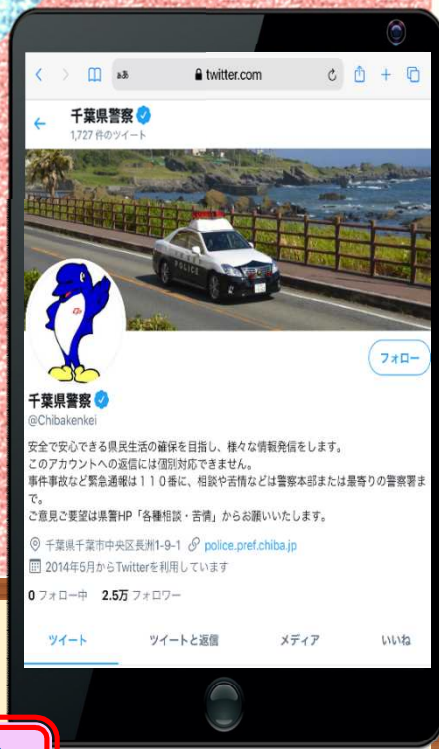 ああ
twitter.com
千葉県警察
1,727 件のツイート
POLICE
フォロー
千葉県警察
@Chibakenkei
安全で安心できる県民生活の確保を目指し、様々な情報発信をします。
このアカウントへの返信には個別対応できません。
事件事故など緊急通報は１１０番に、相談や苦情などは警察本部または最寄りの警察署ま
で。
ご意見ご要望は県警HP「各種相談・苦情」からお願いいたします。
千葉県千葉市中央区長洲1-9-1 police.pref.chiba.jp
2014年5月からTwitterを利用しています
0 フォロー中 2.5万 フォロワー
ツイート ツイートと返信 メディア いいね